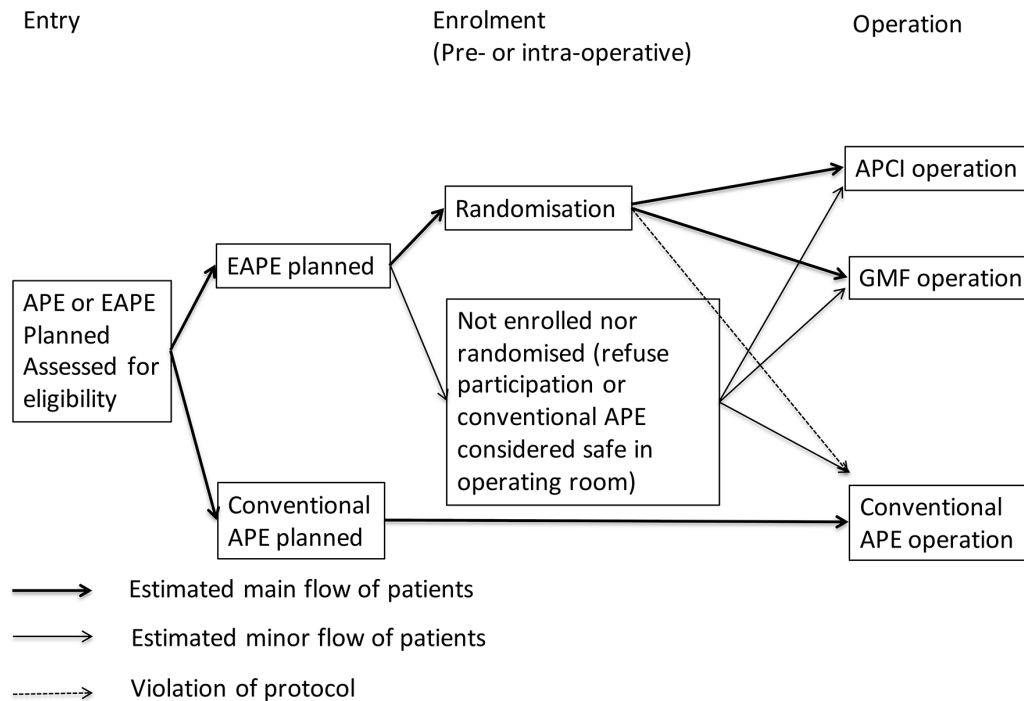 Entry
Enrolment
(Pre- or intra-operative)
Operation
APE or EAPE
Planned
Assessed for
eligibility
EAPE planned
Conventional
APE planned
Randomisation
Not enrolled nor
randomised (refuse
participation or
conventional APE
considered safe in
operating room)
APCI operation
GMF operation
Conventional
APE operation
Estimated main flow of patients
Estimated minor flow of patients
Violation of protocol